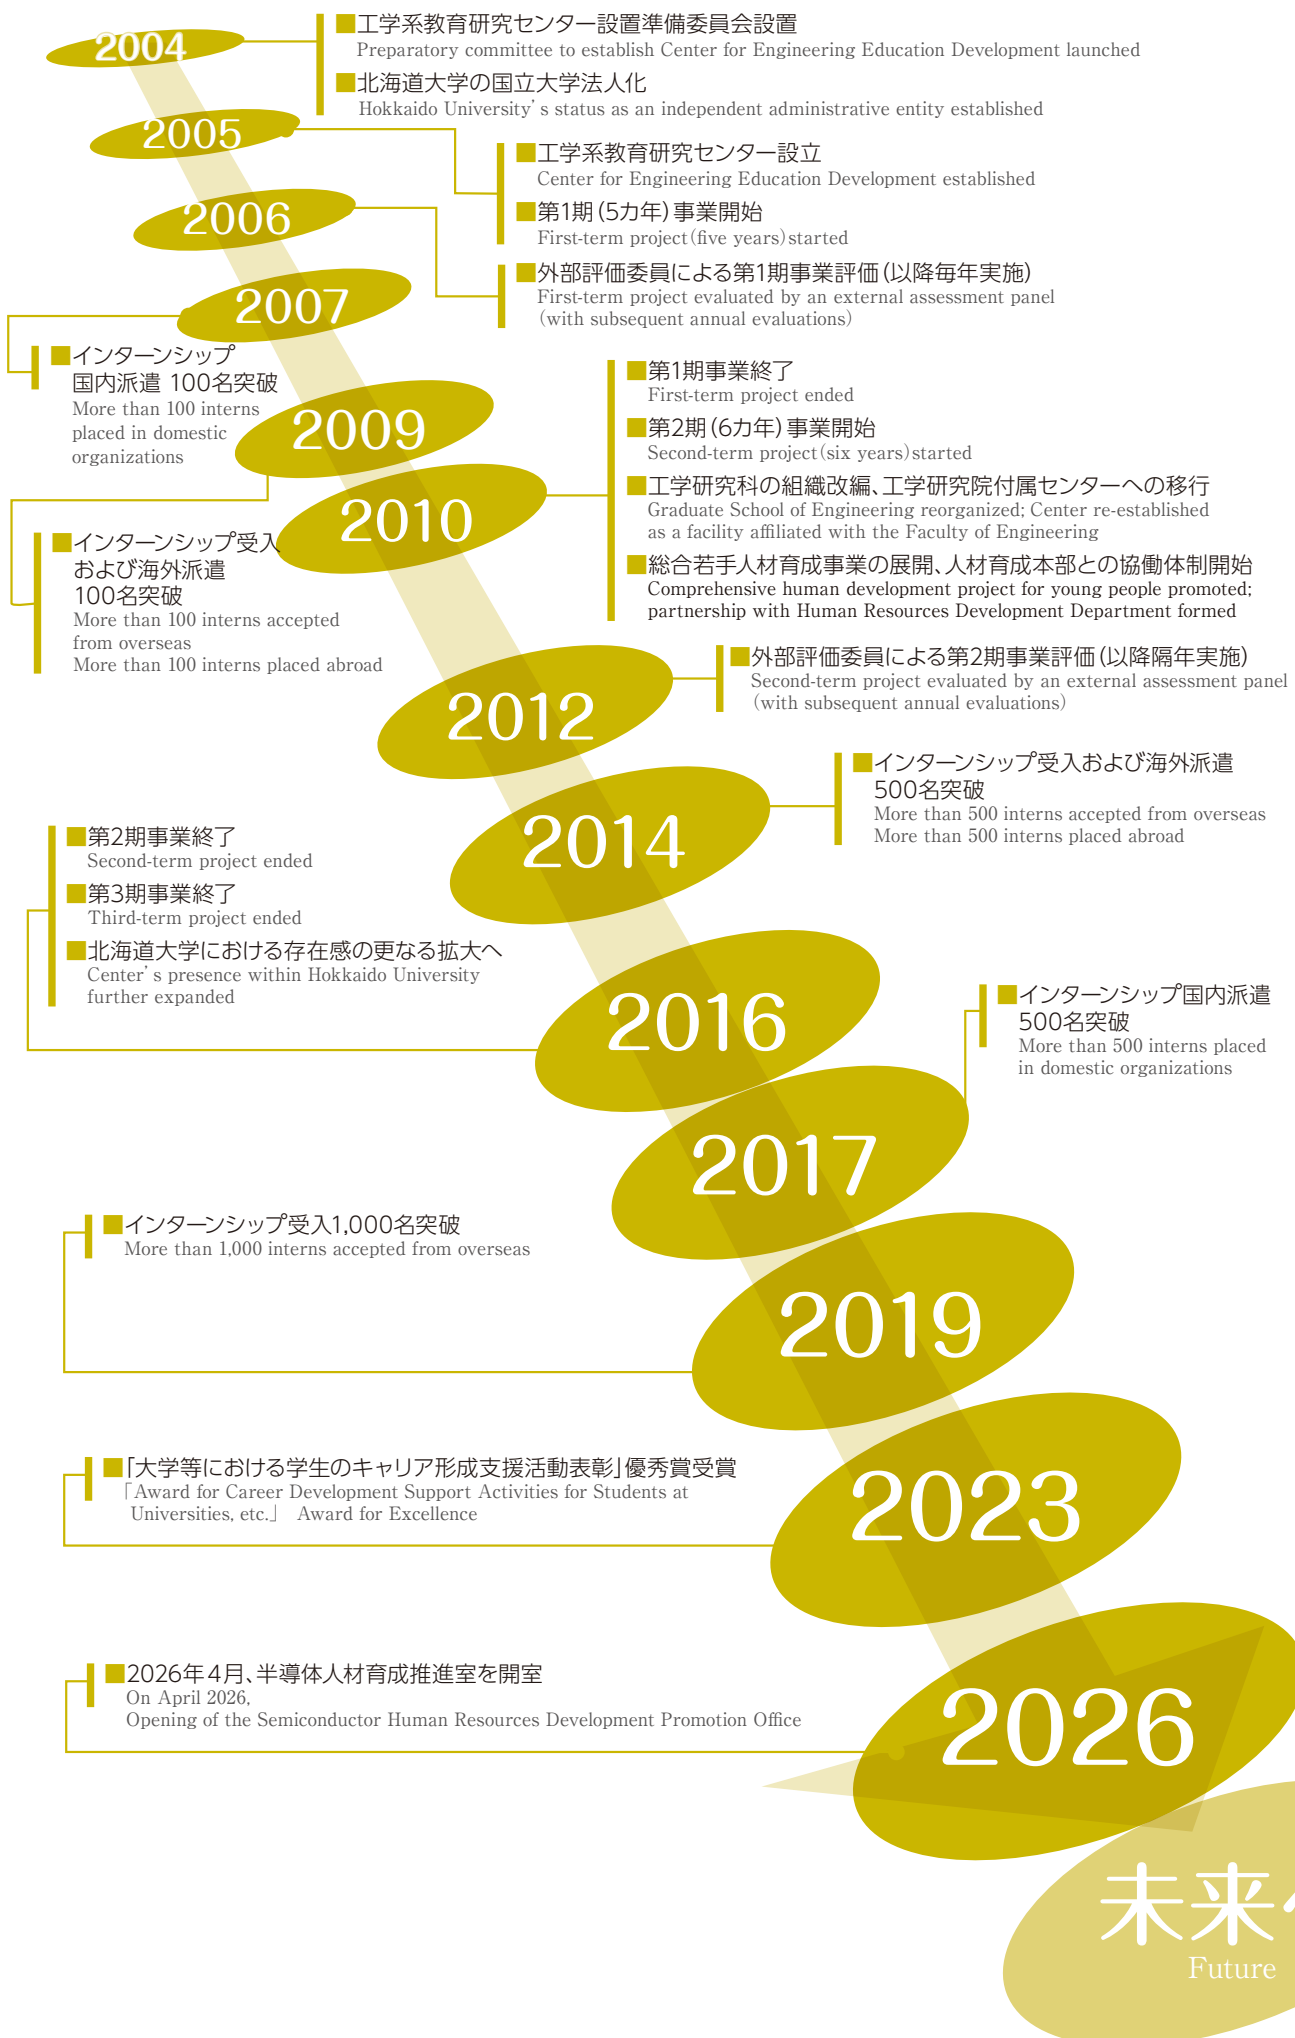 2004
■工学系教育研究センター設置準備委員会設置
Preparatory committee to establish Center for Engineering Education Development launched
■北海道大学の国立大学法人化
Hokkaido University's status as an independent administrative entity established
2005
■工学系教育研究センター設立
Center for Engineering Education Development established
■第1期(5カ年)事業開始
First-term project(five years)started
2006
■外部評価委員による第1期事業評価(以降毎年実施)
First-term project evaluated by an external assessment panel
(with subsequent annual evaluations)
2007
■インターンシップ
国内派遣 100名突破
More than 100 interns
placed in domestic
organizations
2009
■インターンシップ受入
および海外派遣
100名突破
More than 100 interns accepted
from overseas
More than 100 interns placed abroad
2010
■第1期事業終了
First-term project ended
■第2期(6カ年)事業開始
Second-term project(six years)started
■工学研究科の組織改編、工学研究院付属センターへの移行
Graduate School of Engineering reorganized; Center re-established
as a facility affiliated with the Faculty of Engineering
■総合若手人材育成事業の展開、人材育成本部との協働体制開始
Comprehensive human development project for young people promoted;
partnership with Human Resources Development Department formed
2012
■外部評価委員による第2期事業評価(以降隔年実施)
Second-term project evaluated by an external assessment panel
(with subsequent annual evaluations)
2014
■インターンシップ受入および海外派遣
500名突破
More than 500 interns accepted from overseas
More than 500 interns placed abroad
2016
■第2期事業終了
Second-term project ended
■第3期事業終了
Third-term project ended
■北海道大学における存在感の更なる拡大へ
Center's presence within Hokkaido University
further expanded
2017
■インターンシップ国内派遣
500名突破
More than 500 interns placed
in domestic organizations
2019
■インターンシップ受入1,000名突破
More than 1,000 interns accepted from overseas
2023
■「大学等における学生のキャリア形成支援活動表彰」優秀賞受賞
「Award for Career Development Support Activities for Students at
Universities, etc.」 Award for Excellence
2026
■2026年4月、半導体人材育成推進室を開室
On April 2026,
Opening of the Semiconductor Human Resources Development Promotion Office
未来
Future